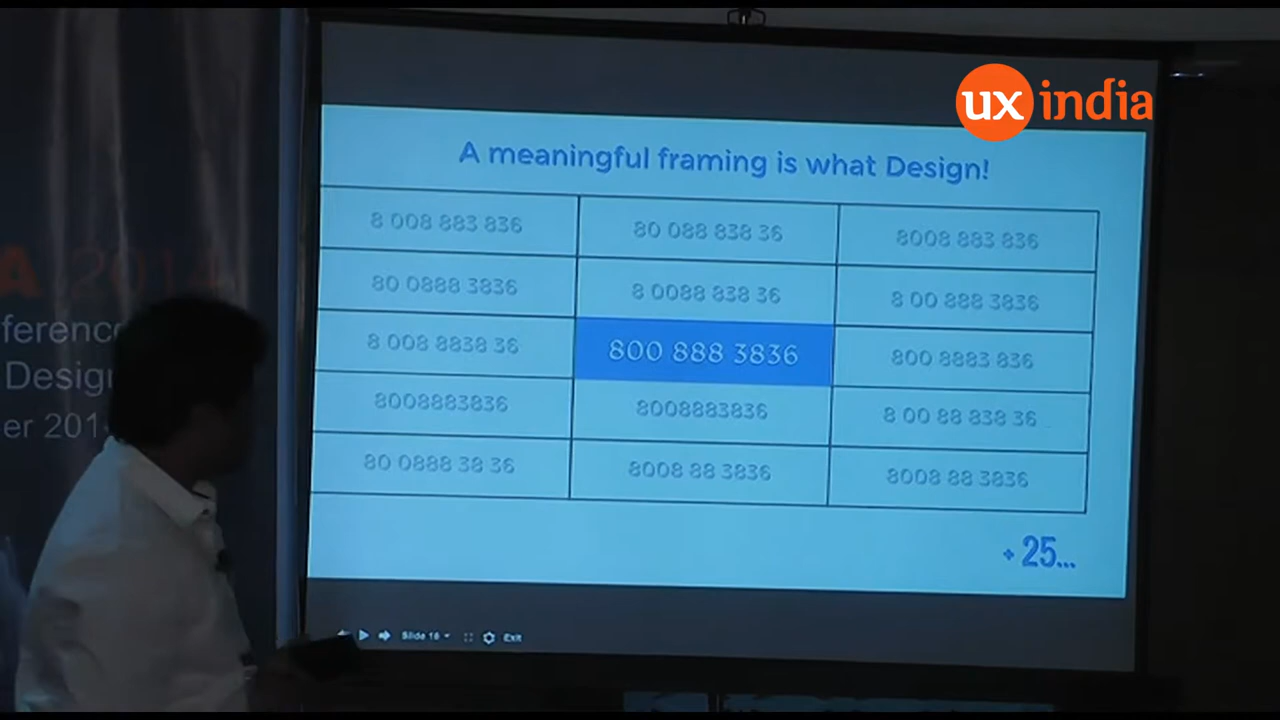 ux india
A meaningful framing is what Design!
8 008 883 836
80 088 838 36
8008 883 836
80 0888 3836
8 0088 838 36
8 00 888 3836
8 008 8838 36
800 888 3836
800 8883 836
8008883836
8008883836
8 00 88 838 36
80 0888 38 36
8008 88 3836
8008 88 3836
+ 25...
Slide 16
Exit
A 2014
ference
Design
er 201